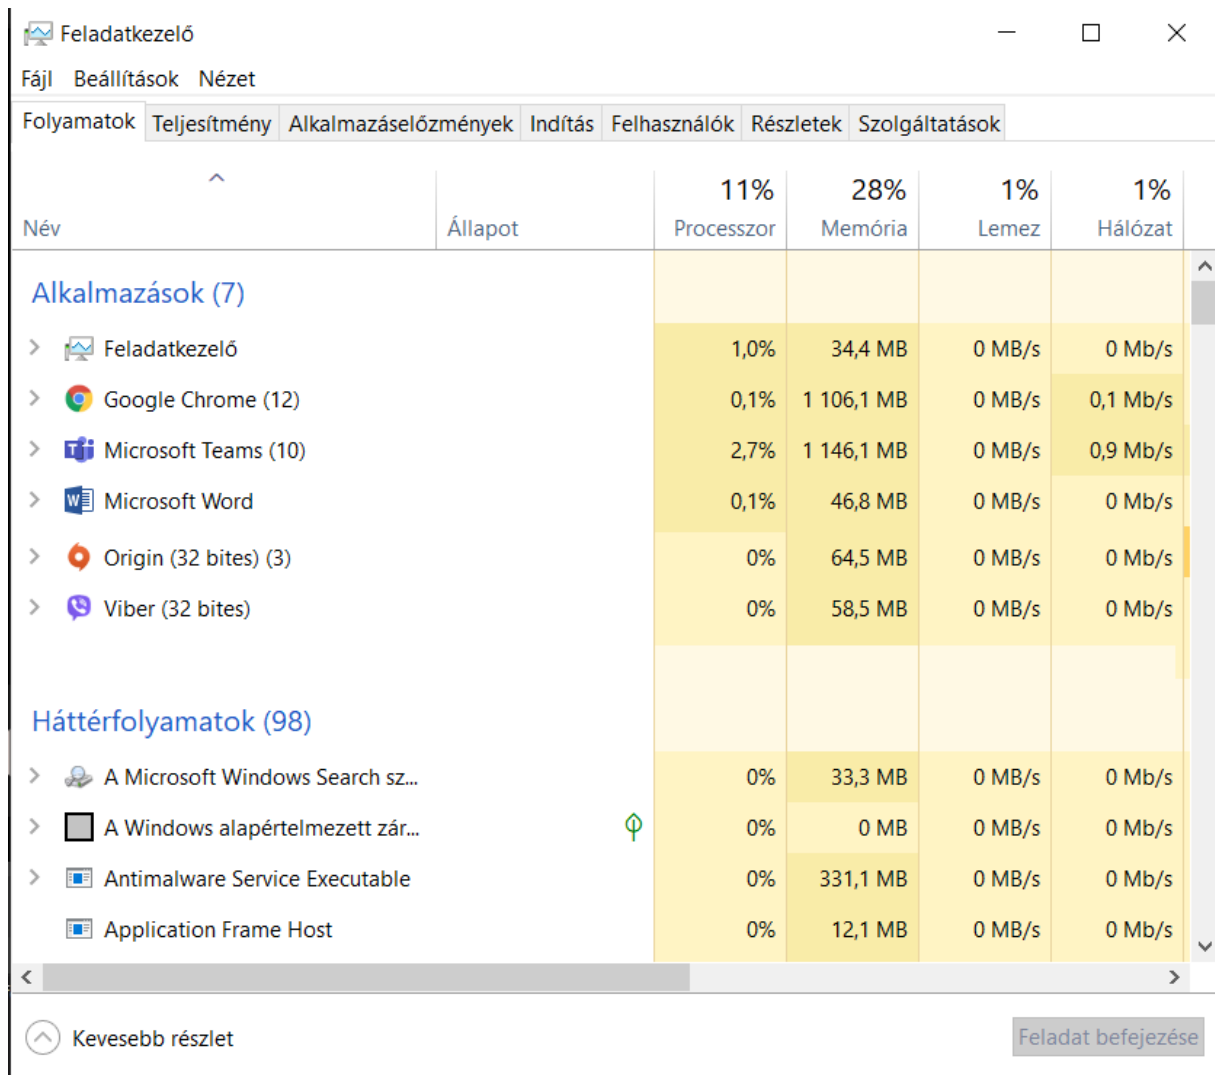 Feladatkezelő
Fájl Beállítások Nézet
Folyamatok Teljesítmény Alkalmazáselőzmények Indítás Felhasználók Részletek Szolgáltatások
11% 28% 1% 1%
Név Állapot Processzor Memória Lemez Hálózat
Alkalmazások (7)
Feladatkezelő 1,0% 34,4 MB 0 MB/s 0 Mb/s
Google Chrome (12) 0,1% 1 106,1 MB 0 MB/s 0,1 Mb/s
Microsoft Teams (10) 2,7% 1 146,1 MB 0 MB/s 0,9 Mb/s
Microsoft Word 0,1% 46,8 MB 0 MB/s 0 Mb/s
Origin (32 bites) (3) 0% 64,5 MB 0 MB/s 0 Mb/s
Viber (32 bites) 0% 58,5 MB 0 MB/s 0 Mb/s
Háttérfolyamatok (98)
A Microsoft Windows Search sz... 0% 33,3 MB 0 MB/s 0 Mb/s
A Windows alapértelmezett zár... 0% 0 MB 0 MB/s 0 Mb/s
Antimalware Service Executable 0% 331,1 MB 0 MB/s 0 Mb/s
Application Frame Host 0% 12,1 MB 0 MB/s 0 Mb/s
Kevesebb részlet Feladat befejezése